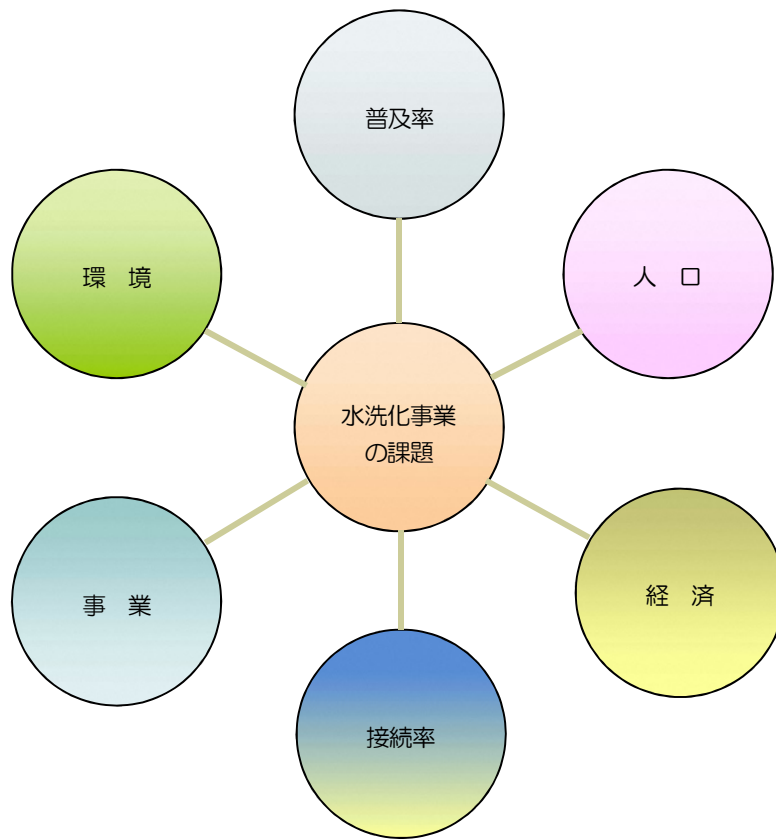 普及率
環　境
人　口
水洗化事業
の課題
事　業
経　済
接続率